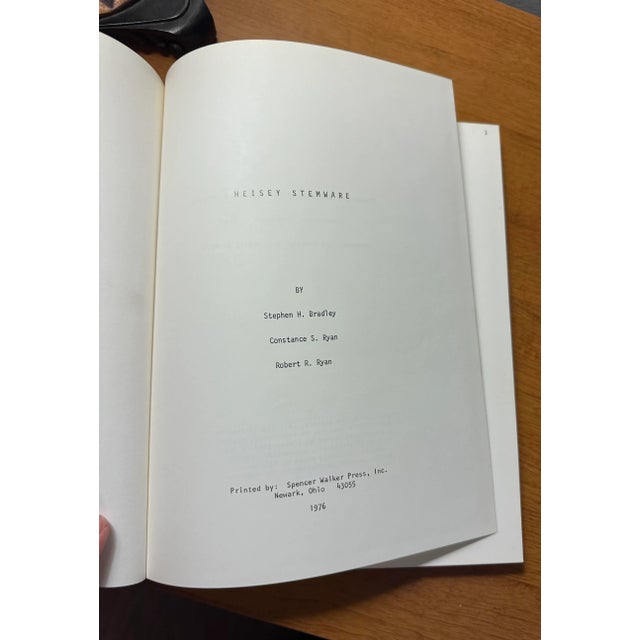 HEISEY STEMWARE
BY
Stephen H. Bradley
Constance S. Ryan
Robert R. Ryan
Printed by: Spencer Walker Press, Inc.
Newark, Ohio 43055
1976